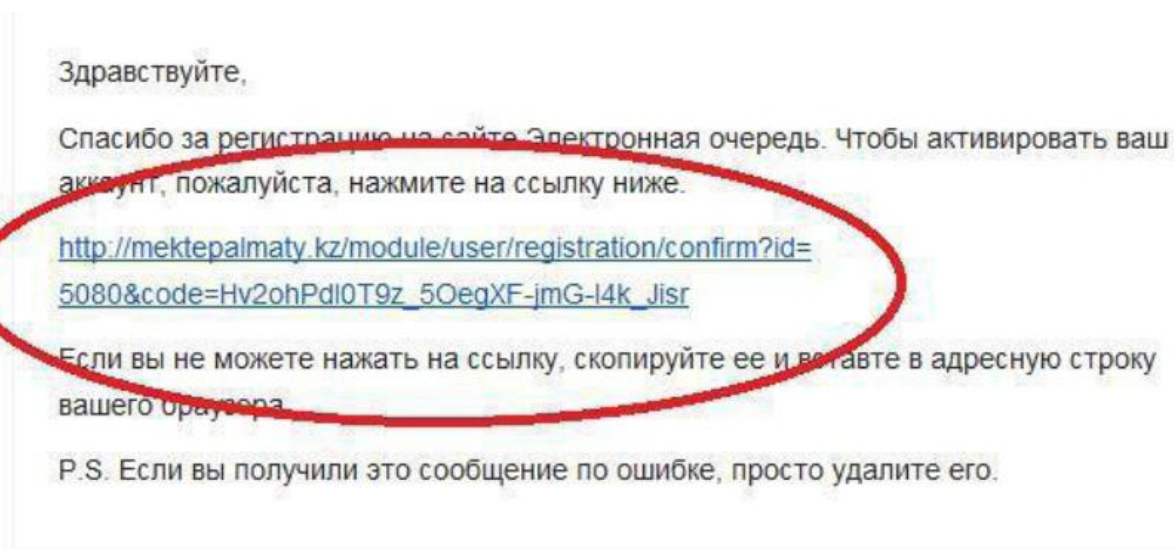 Здравствуйте,
Спасибо за регистрацию на сайте Электронная очередь. Чтобы активировать ваш
аккаунт, пожалуйста, нажмите на ссылку ниже.
http://mektepalmaty.kz/module/user/registration/confirm?id=
5080&code=Hv2ohPdl0T9z_5OegXF-jmG-l4k_Jisr
Если вы не можете нажать на ссылку, скопируйте ее и вставте в адресную строку
вашего браузера.
P.S. Если вы получили это сообщение по ошибке, просто удалите его.